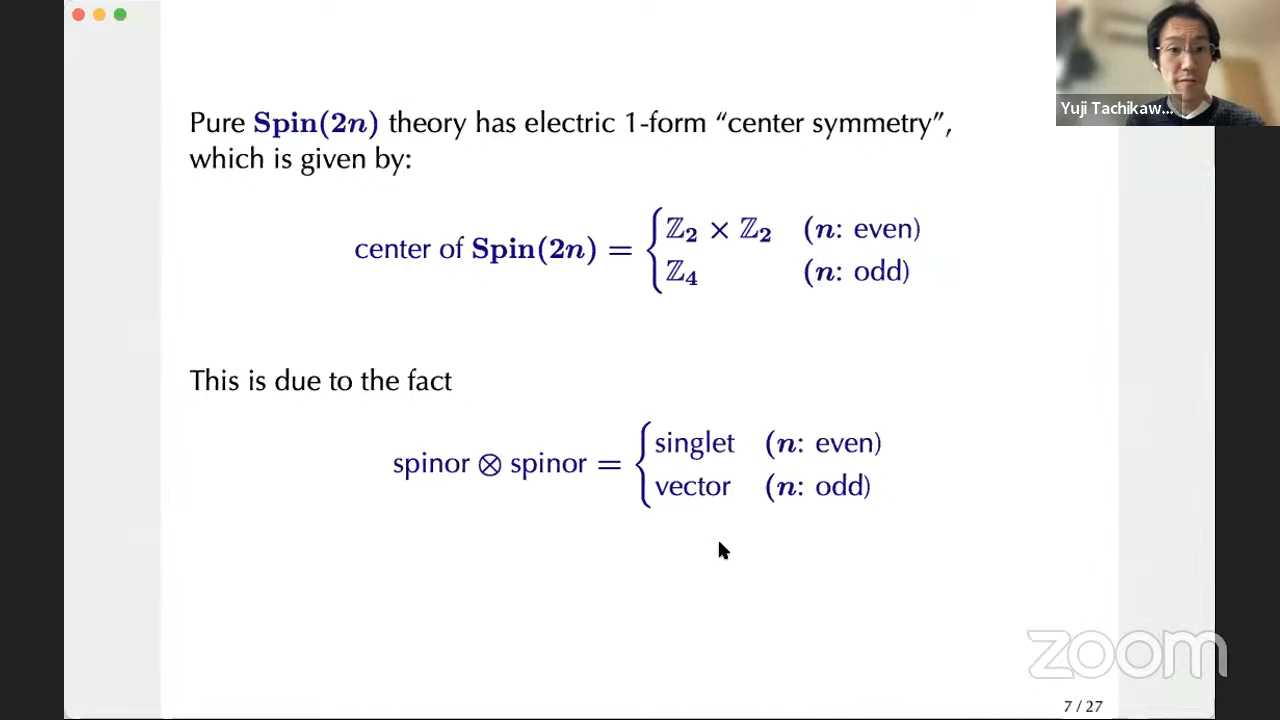 Pure Spin(2n) theory has electric 1-form “center symmetry”,
which is given by:
center of Spin(2n) = { ℤ₂ × ℤ₂ (n: even)
ℤ₄ (n: odd)
This is due to the fact
spinor ⊗ spinor = { singlet (n: even)
vector (n: odd)
Yuji Tachikaw...
zoom
7 / 27